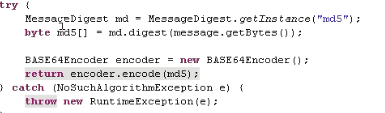 try {
MessageDigest md = MessageDigest.getInstance("md5");
byte md5[] = md.digest(message.getBytes());
BASE64Encoder encoder = new BASE64Encoder();
return encoder.encode(md5);
} catch (NoSuchAlgorithmException e) {
throw new RuntimeException(e);